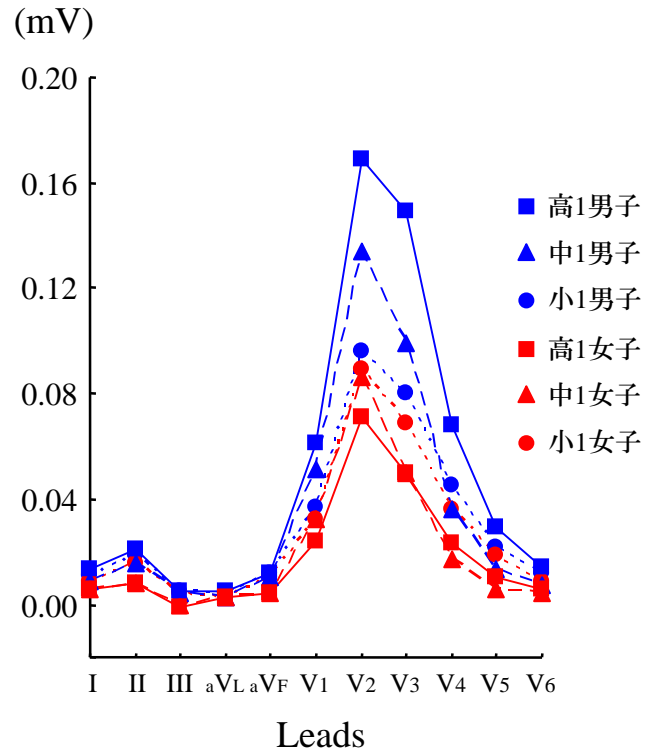 (mV)
0.20
0.16
0.12
0.08
0.04
0.00
高1男子
中1男子
小1男子
高1女子
中1女子
小1女子
I II III aVL aVF V1 V2 V3 V4 V5 V6
Leads